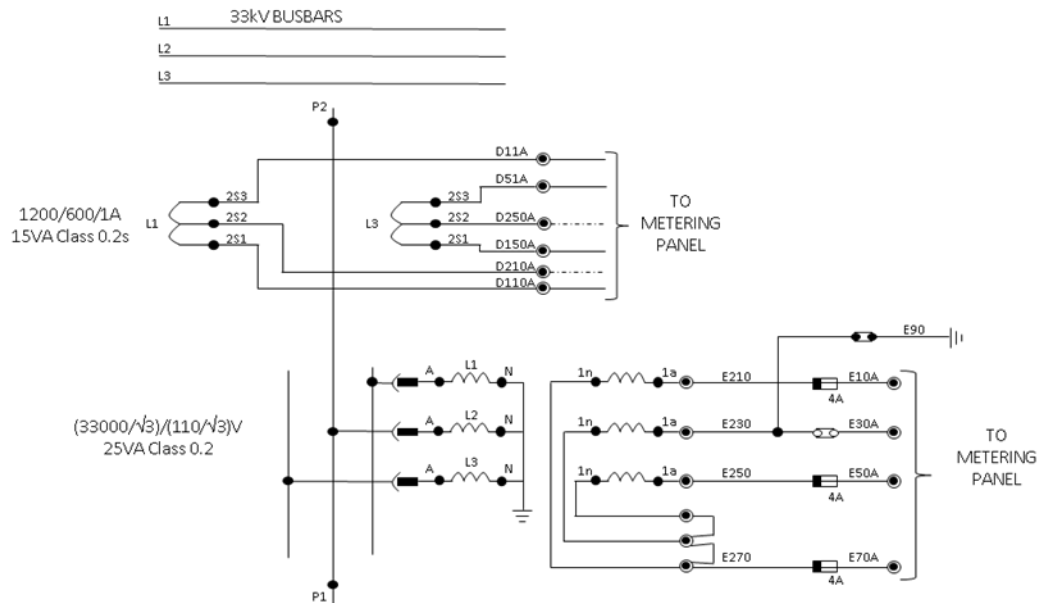 33kV BUSBARS
L1
L2
L3
P2
D11A
D51A
2S3
2S3
1200/600/1A
15VA Class 0.2s
L1
2S2
L3
2S2
D250A
TO
METERING
PANEL
2S1
2S1
D150A
D210A
D110A
E90
A
L1
N
1n
1a
E210
E10A
4A
(33000/√3)/(110/√3)V
25VA Class 0.2
A
L2
N
1n
1a
E230
E30A
TO
METERING
PANEL
A
L3
N
1n
1a
E250
E50A
4A
E270
E70A
4A
P1